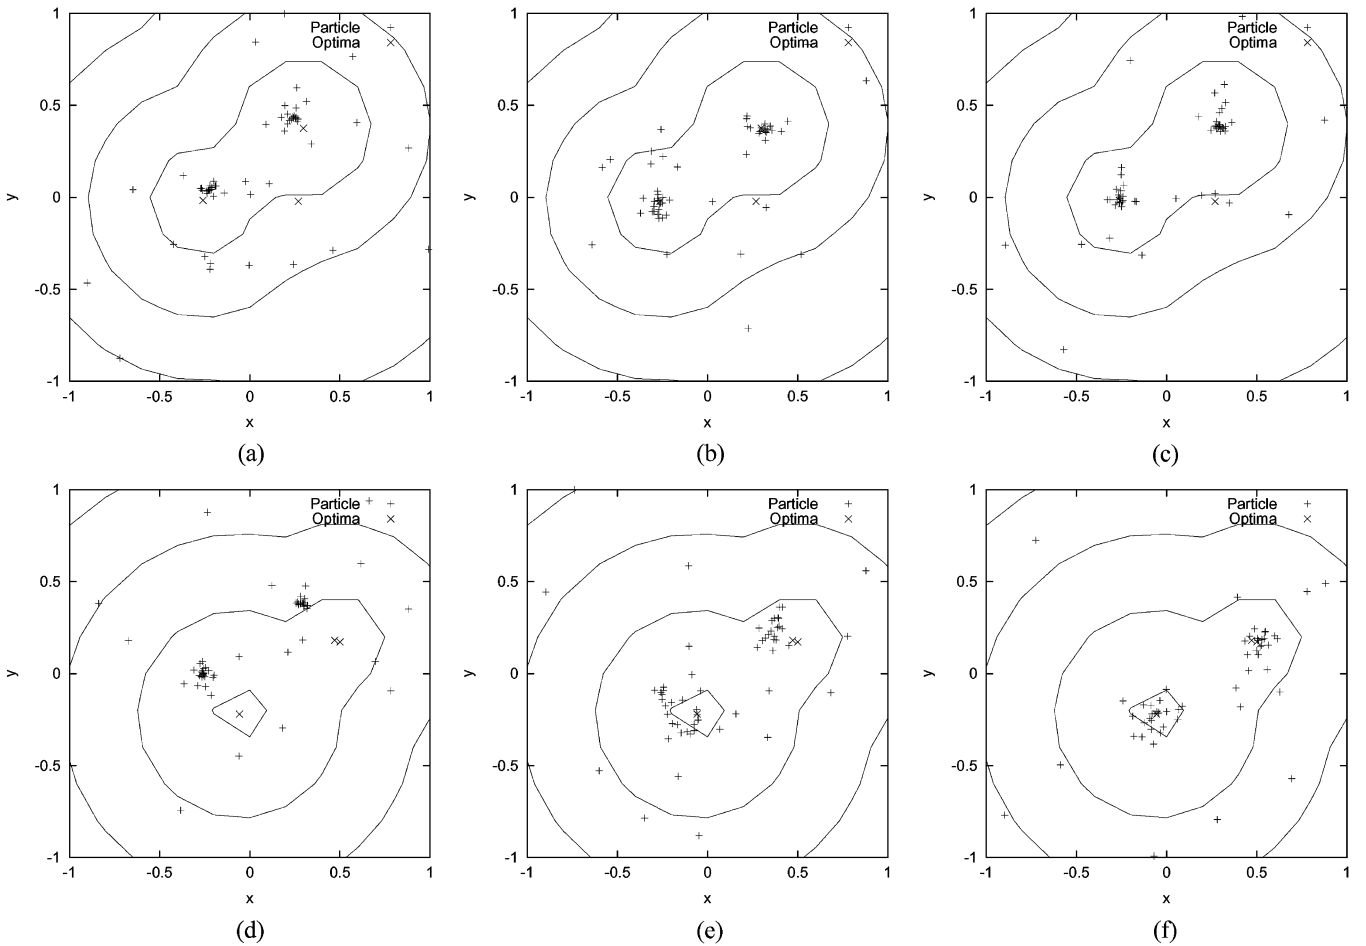 1 1 1
Particle Particle Particle
Optima Optima Optima
0.5 0.5 0.5
y y y
0 0 0
-0.5 -0.5 -0.5
-1 -1 -1
-1 -0.5 0 0.5 1 -1 -0.5 0 0.5 1 -1 -0.5 0 0.5 1
x x x
(a) (b) (c)
1 1 1
Particle Particle Particle
Optima Optima Optima
0.5 0.5 0.5
y y y
0 0 0
-0.5 -0.5 -0.5
-1 -1 -1
-1 -0.5 0 0.5 1 -1 -0.5 0 0.5 1 -1 -0.5 0 0.5 1
x x x
(d) (e) (f)